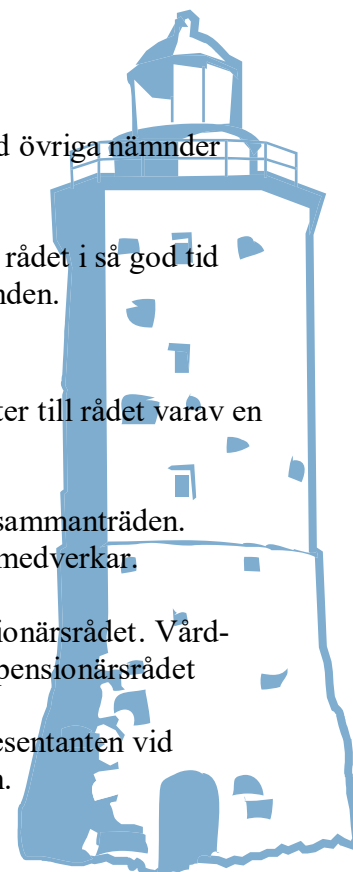 d övriga nämnder
rådet i så god tid
nden.
ter till rådet varav en
sammanträden.
medverkar.
ionärsrådet. Vård-
pensionärsrådet
esentanten vid
n.